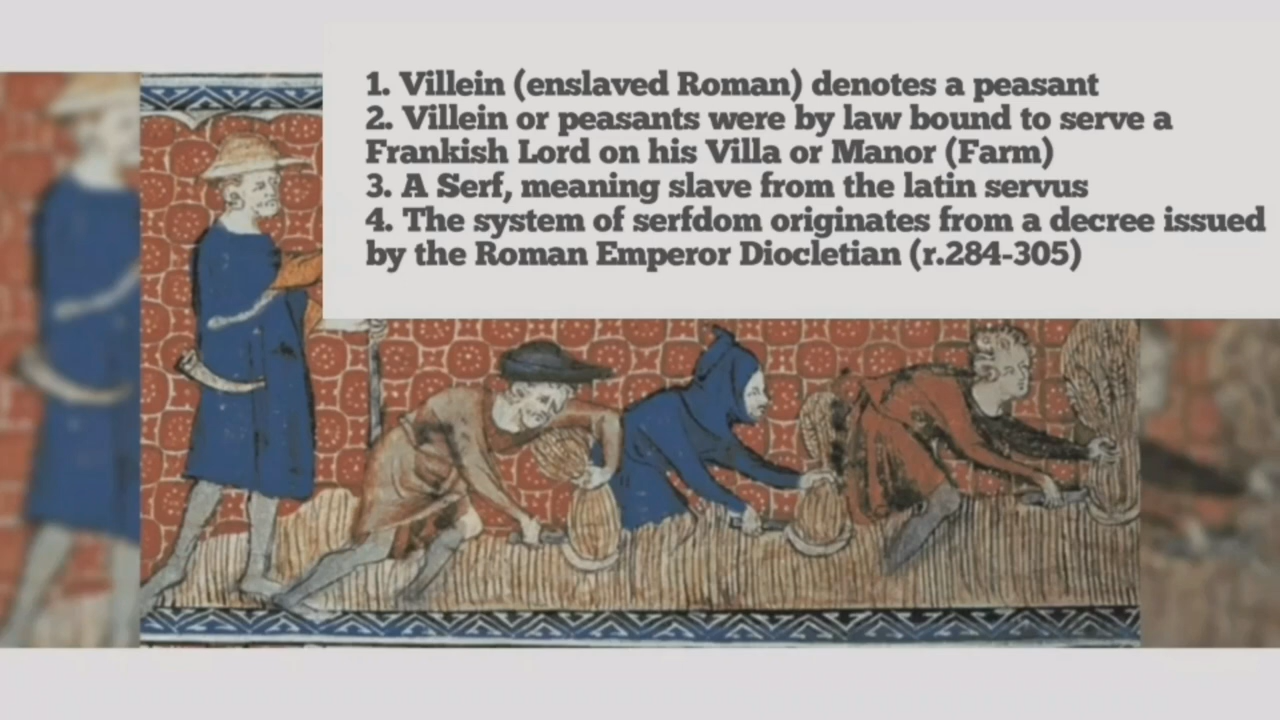 1. Villein (enslaved Roman) denotes a peasant
2. Villein or peasants were by law bound to serve a
Frankish Lord on his Villa or Manor (Farm)
3. A Serf, meaning slave from the latin servus
4. The system of serfdom originates from a decree issued
by the Roman Emperor Diocletian (r.284-305)